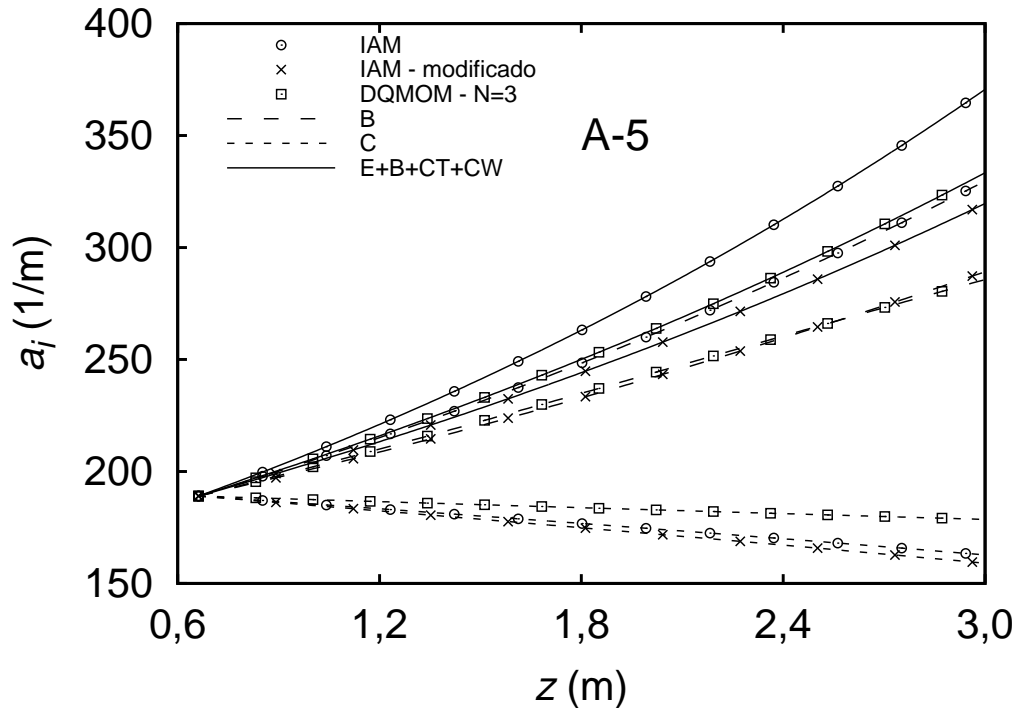 400
350
300
250
200
150
0,6
1,2
1,8
2,4
3,0
a_i (1/m)
z (m)
IAM
IAM - modificado
DQMOM - N=3
B
C
E+B+CT+CW
A-5